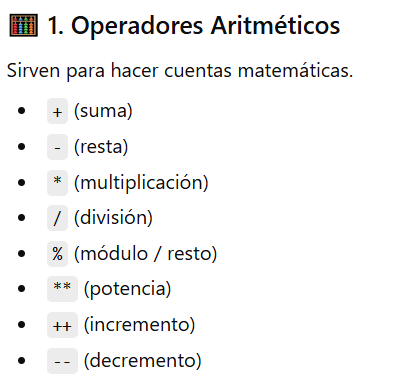 1. Operadores Aritméticos
Sirven para hacer cuentas matemáticas.
+ (suma)
- (resta)
* (multiplicación)
/ (división)
% (módulo / resto)
** (potencia)
++ (incremento)
-- (decremento)